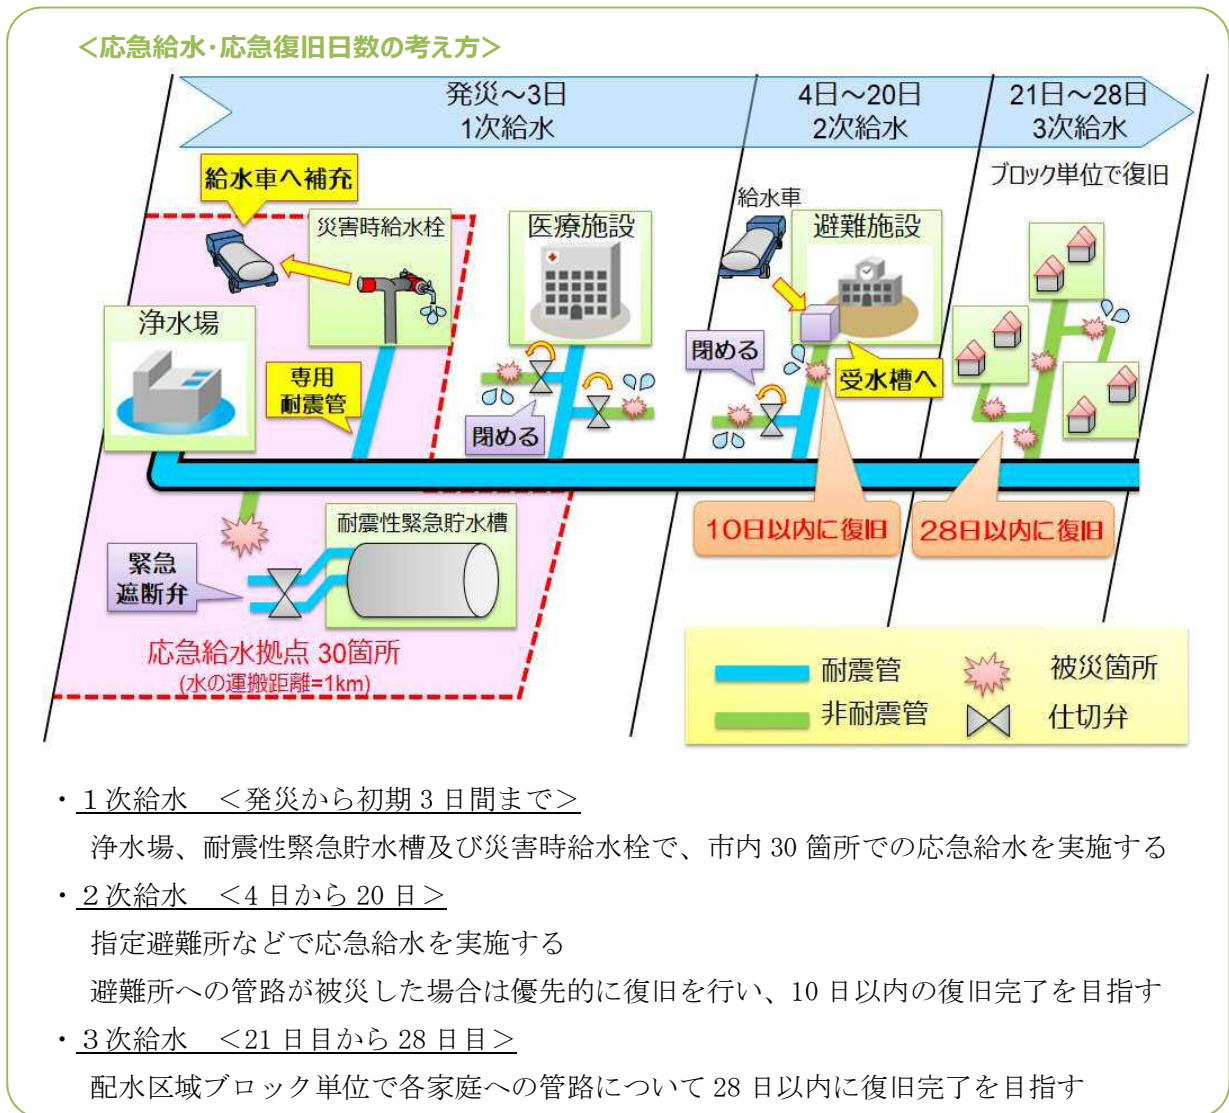 ＜応急給水・応急復旧日数の考え方＞
発災～3日
1次給水
4日～20日
2次給水
21日～28日
3次給水
ブロック単位で復旧
給水車へ補充
災害時給水栓
医療施設
給水車
避難施設
浄水場
専用
耐震管
閉める
閉める
受水槽へ
10日以内に復旧
28日以内に復旧
耐震性緊急貯水槽
緊急
遮断弁
応急給水拠点 30箇所
(水の運搬距離=1km)
耐震管
被災箇所
非耐震管
仕切弁
・１次給水　＜発災から初期 3 日間まで＞
浄水場、耐震性緊急貯水槽及び災害時給水栓で、市内 30 箇所での応急給水を実施する
・２次給水　＜4 日から 20 日＞
指定避難所などで応急給水を実施する
避難所への管路が被災した場合は優先的に復旧を行い、10 日以内の復旧完了を目指す
・３次給水　＜21 日目から 28 日目＞
配水区域ブロック単位で各家庭への管路について 28 日以内に復旧完了を目指す